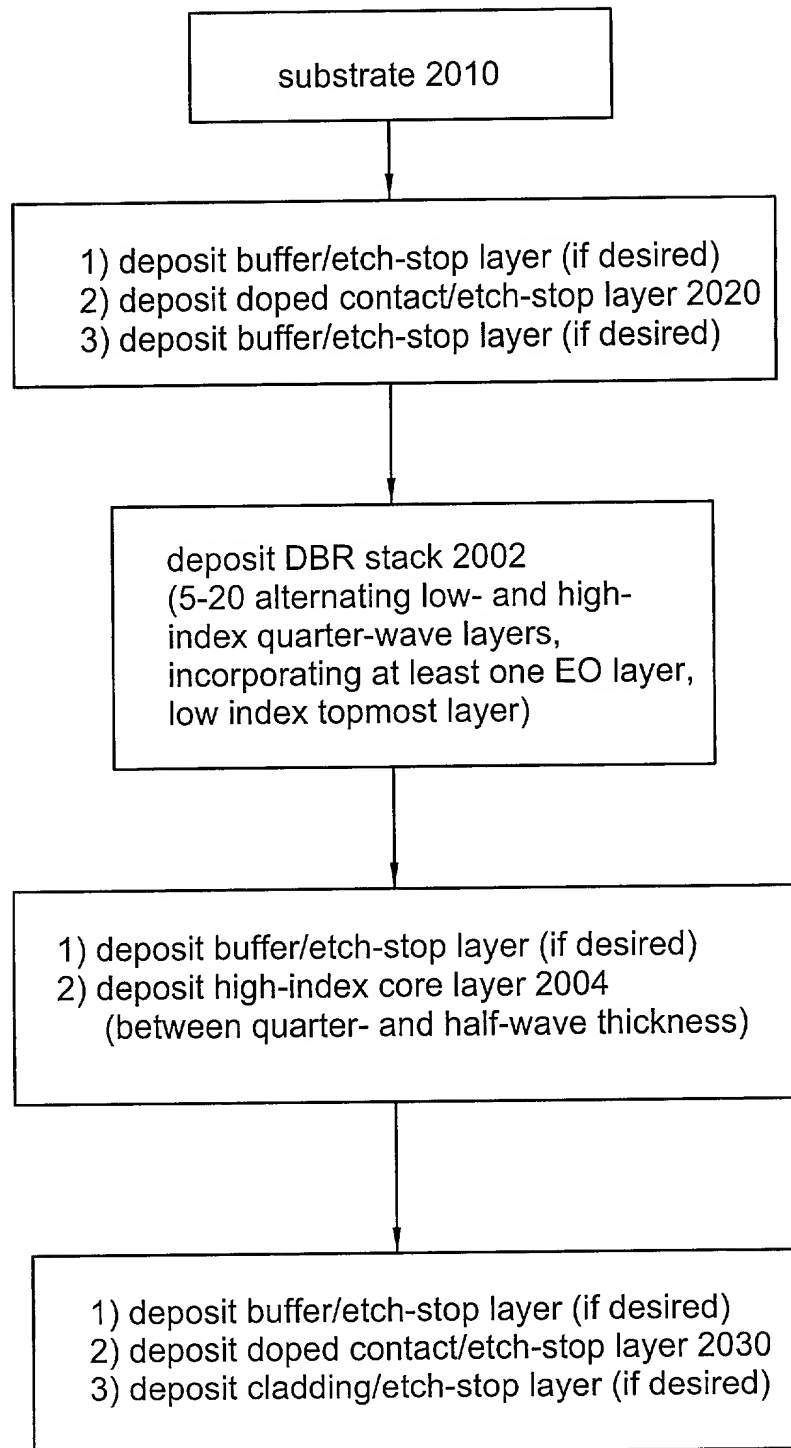 substrate 2010
1) deposit buffer/etch-stop layer (if desired)
2) deposit doped contact/etch-stop layer 2020
3) deposit buffer/etch-stop layer (if desired)
deposit DBR stack 2002
(5-20 alternating low- and high-
index quarter-wave layers,
incorporating at least one EO layer,
low index topmost layer)
1) deposit buffer/etch-stop layer (if desired)
2) deposit high-index core layer 2004
(between quarter- and half-wave thickness)
1) deposit buffer/etch-stop layer (if desired)
2) deposit doped contact/etch-stop layer 2030
3) deposit cladding/etch-stop layer (if desired)